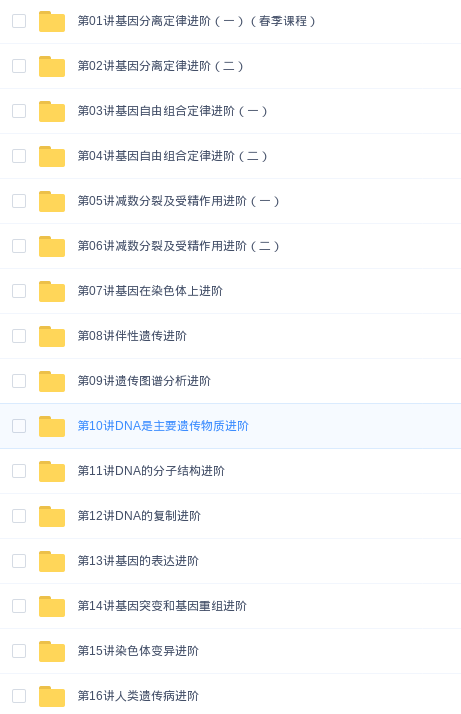 第01讲基因分离定律进阶（一）（春季课程）
第02讲基因分离定律进阶（二）
第03讲基因自由组合定律进阶（一）
第04讲基因自由组合定律进阶（二）
第05讲减数分裂及受精作用进阶（一）
第06讲减数分裂及受精作用进阶（二）
第07讲基因在染色体上进阶
第08讲伴性遗传进阶
第09讲遗传图谱分析进阶
第10讲DNA是主要遗传物质进阶
第11讲DNA的分子结构进阶
第12讲DNA的复制进阶
第13讲基因的表达进阶
第14讲基因突变和基因重组进阶
第15讲染色体变异进阶
第16讲人类遗传病进阶